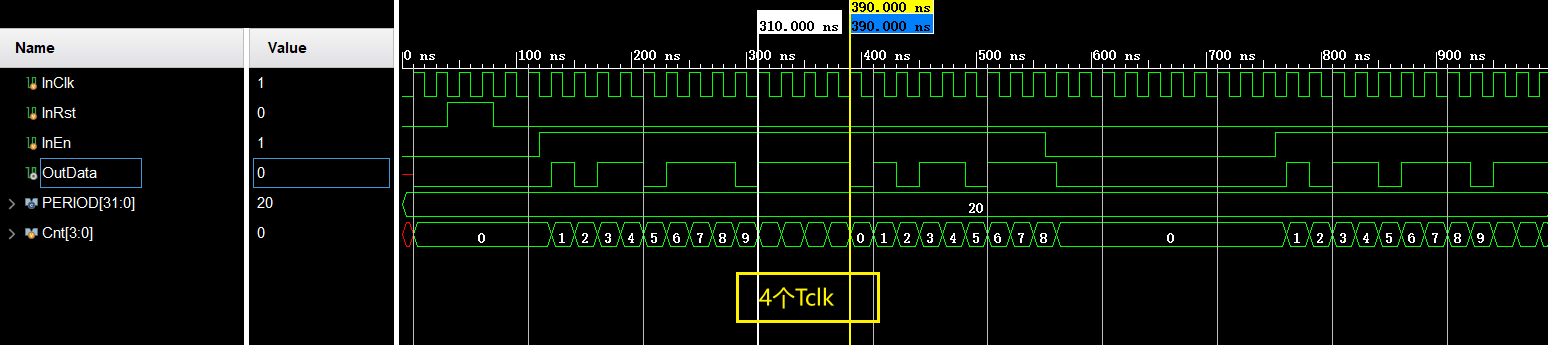 390.000 ns
310.000 ns 390.000 ns
Name Value
0 ns 100 ns 200 ns 300 ns 400 ns 500 ns 600 ns 700 ns 800 ns 900 ns
InClk 1
InRst 0
InEn 1
OutData 0
PERIOD[31:0] 20 20
Cnt[3:0] 0 0 1 2 3 4 5 6 7 8 9 0 1 2 3 4 5 6 7 8 0 1 2 3 4 5 6 7 8 9
4个Tclk